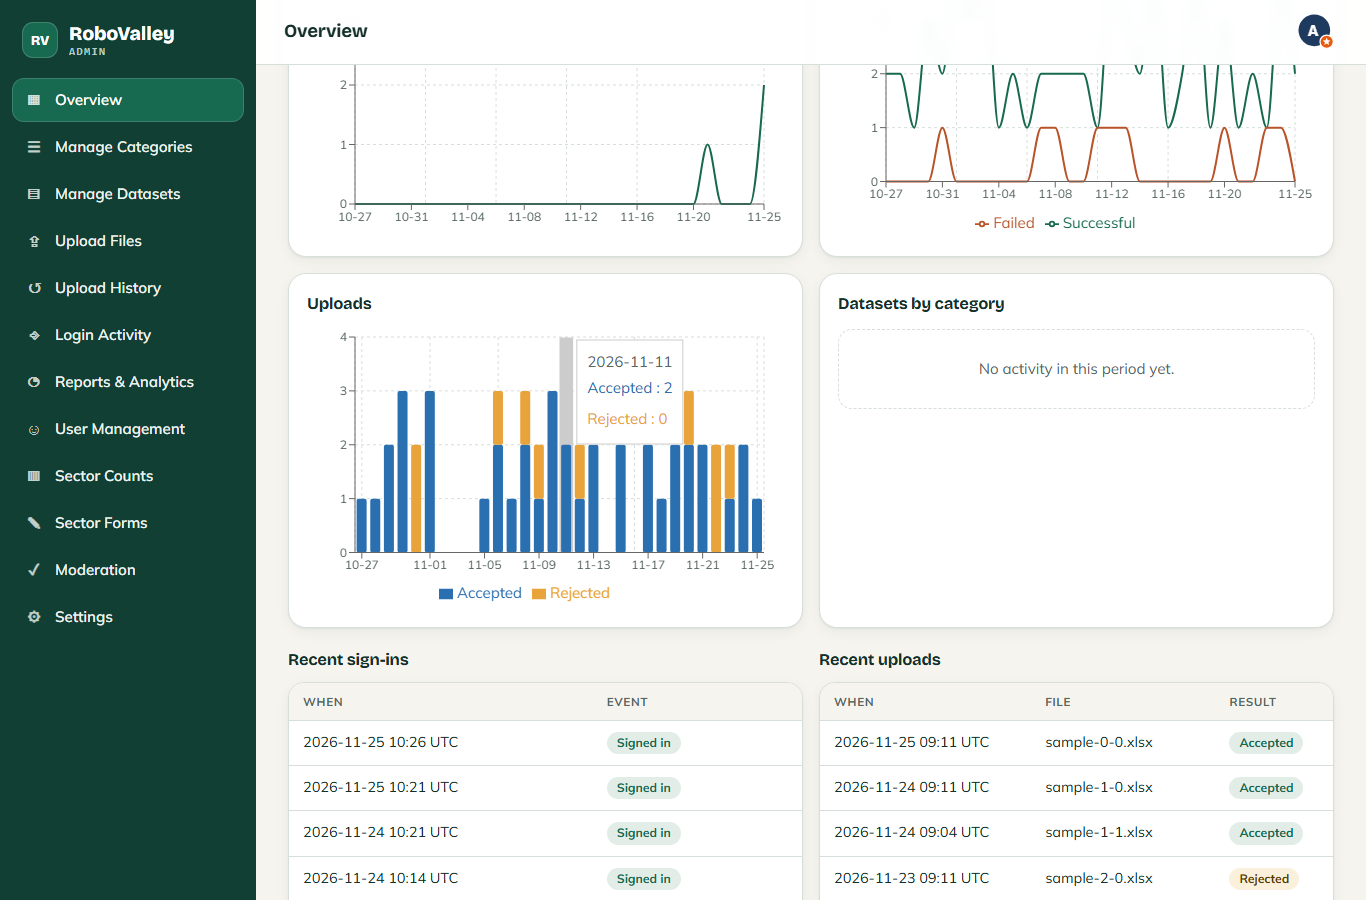 RV
RoboValley
ADMIN
Overview
Manage Categories
Manage Datasets
Upload Files
Upload History
Login Activity
Reports & Analytics
User Management
Sector Counts
Sector Forms
Moderation
Settings
Overview
A
2
1
0
10-27 10-31 11-04 11-08 11-12 11-16 11-20 11-25
2
1
0
10-27 10-31 11-04 11-08 11-12 11-16 11-20 11-25
Failed Successful
Uploads
4
3
2
1
0
2026-11-11
Accepted : 2
Rejected : 0
10-27 11-01 11-05 11-09 11-13 11-17 11-21 11-25
Accepted Rejected
Datasets by category
No activity in this period yet.
Recent sign-ins
WHEN EVENT
2026-11-25 10:26 UTC Signed in
2026-11-25 10:21 UTC Signed in
2026-11-24 10:21 UTC Signed in
2026-11-24 10:14 UTC Signed in
Recent uploads
WHEN FILE RESULT
2026-11-25 09:11 UTC sample-0-0.xlsx Accepted
2026-11-24 09:11 UTC sample-1-0.xlsx Accepted
2026-11-24 09:04 UTC sample-1-1.xlsx Accepted
2026-11-23 09:11 UTC sample-2-0.xlsx Rejected